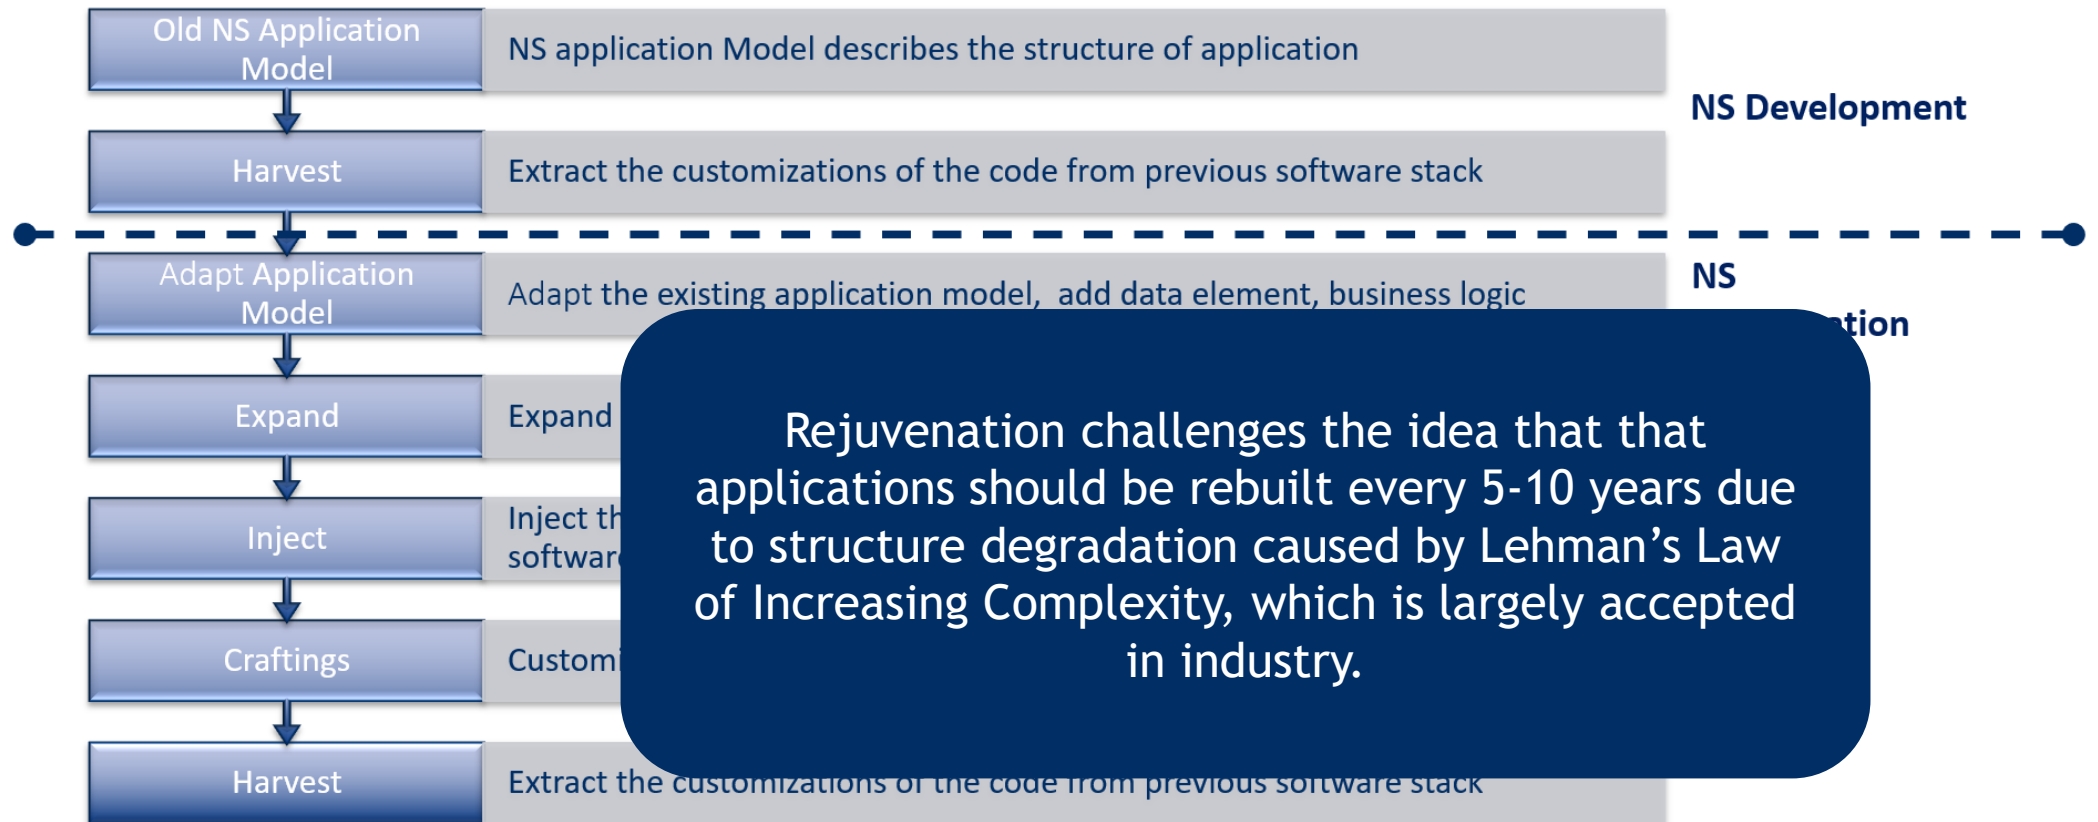 Old NS Application
Model
NS application Model describes the structure of application
NS Development
Harvest
Extract the customizations of the code from previous software stack
Adapt Application
Model
Adapt the existing application model,  add data element, business logic
NS
Expand
Expand
Inject
Inject
software
Craftings
Harvest
Extract the customizations of the code from previous software stack
Rejuvenation challenges the idea that that
applications should be rebuilt every 5-10 years due
to structure degradation caused by Lehman’s Law
of Increasing Complexity, which is largely accepted
in industry.